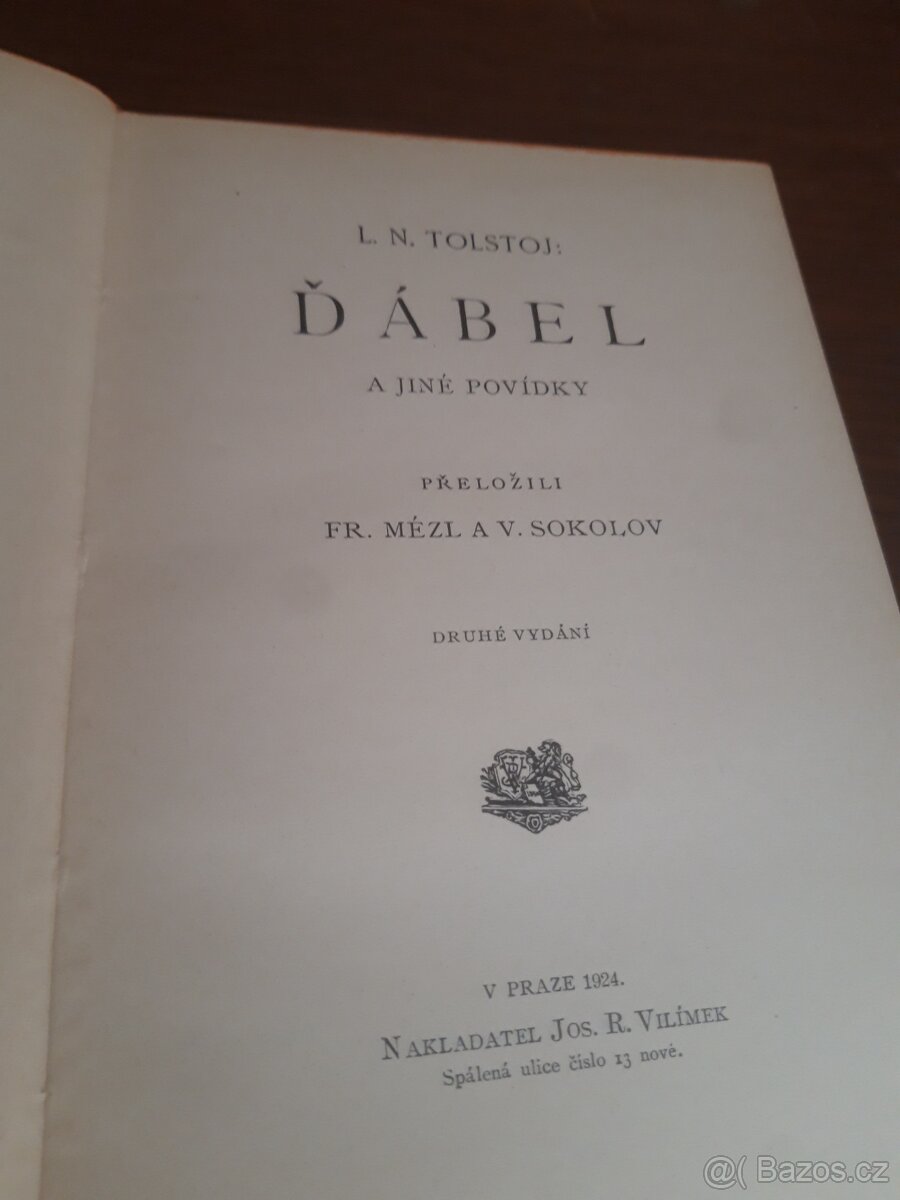 L. N. TOLSTOJ:
ĎÁBEL
A JINÉ POVÍDKY
PŘELOŽILI
FR. MÉZL A V. SOKOLOV
DRUHÉ VYDÁNÍ
V PRAZE 1924.
NAKLADATEL JOS. R. VILÍMEK
Spálená ulice číslo 13 nové.
@( Bazos.cz